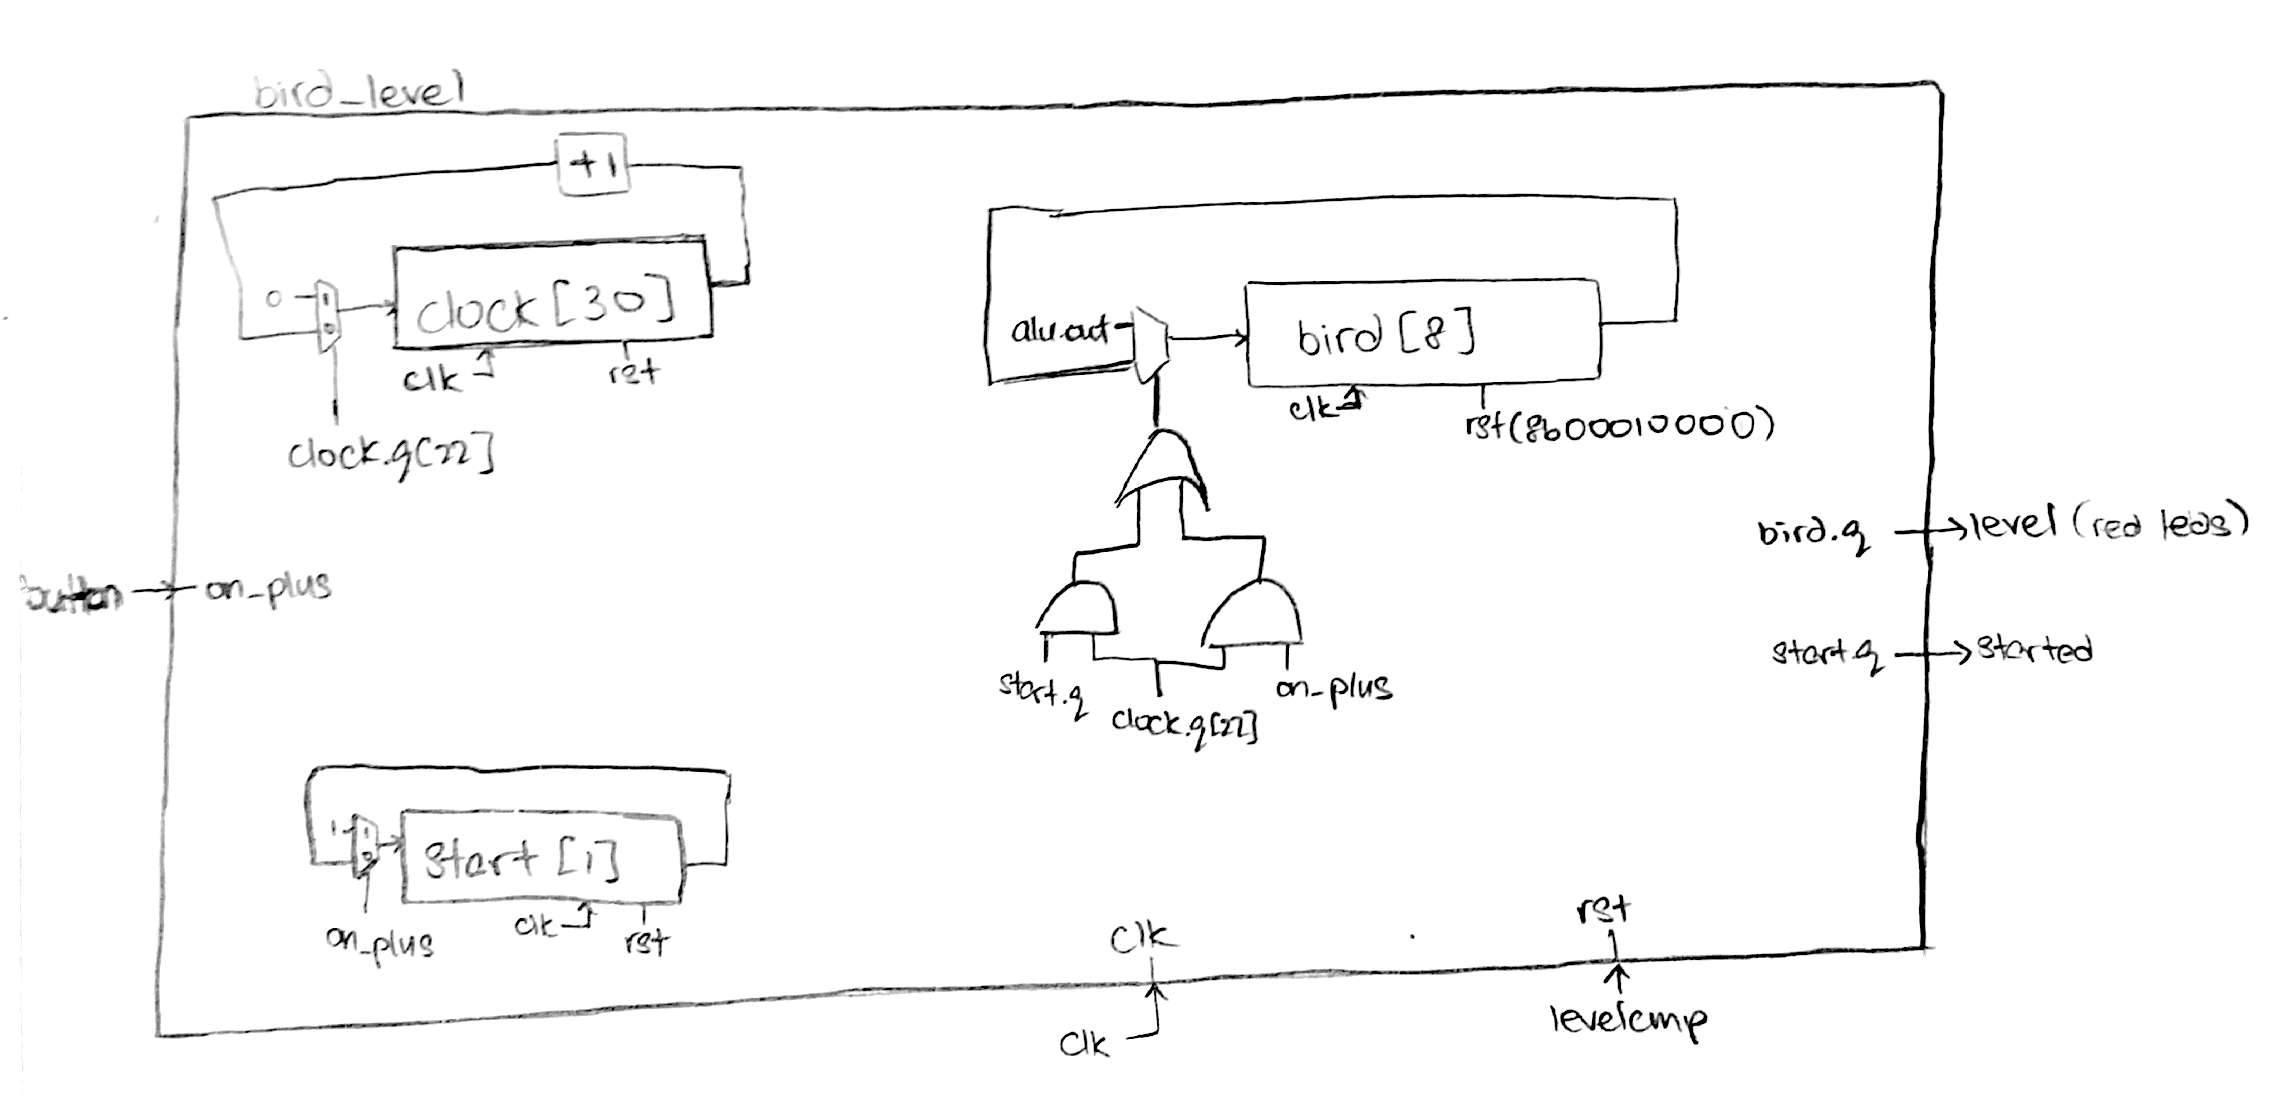 bird_level
+1
0
1
0
clock[30]
clk
rst
clock.q[22]
alu.out
bird[8]
clk
rst(8b00010000)
start.q
clock.q[22]
on_plus
bird.q
level (red leds)
start.q
started
button
on_plus
1
1
0
start[1]
on_plus
clk
rst
clk
rst
clk
levelcmp